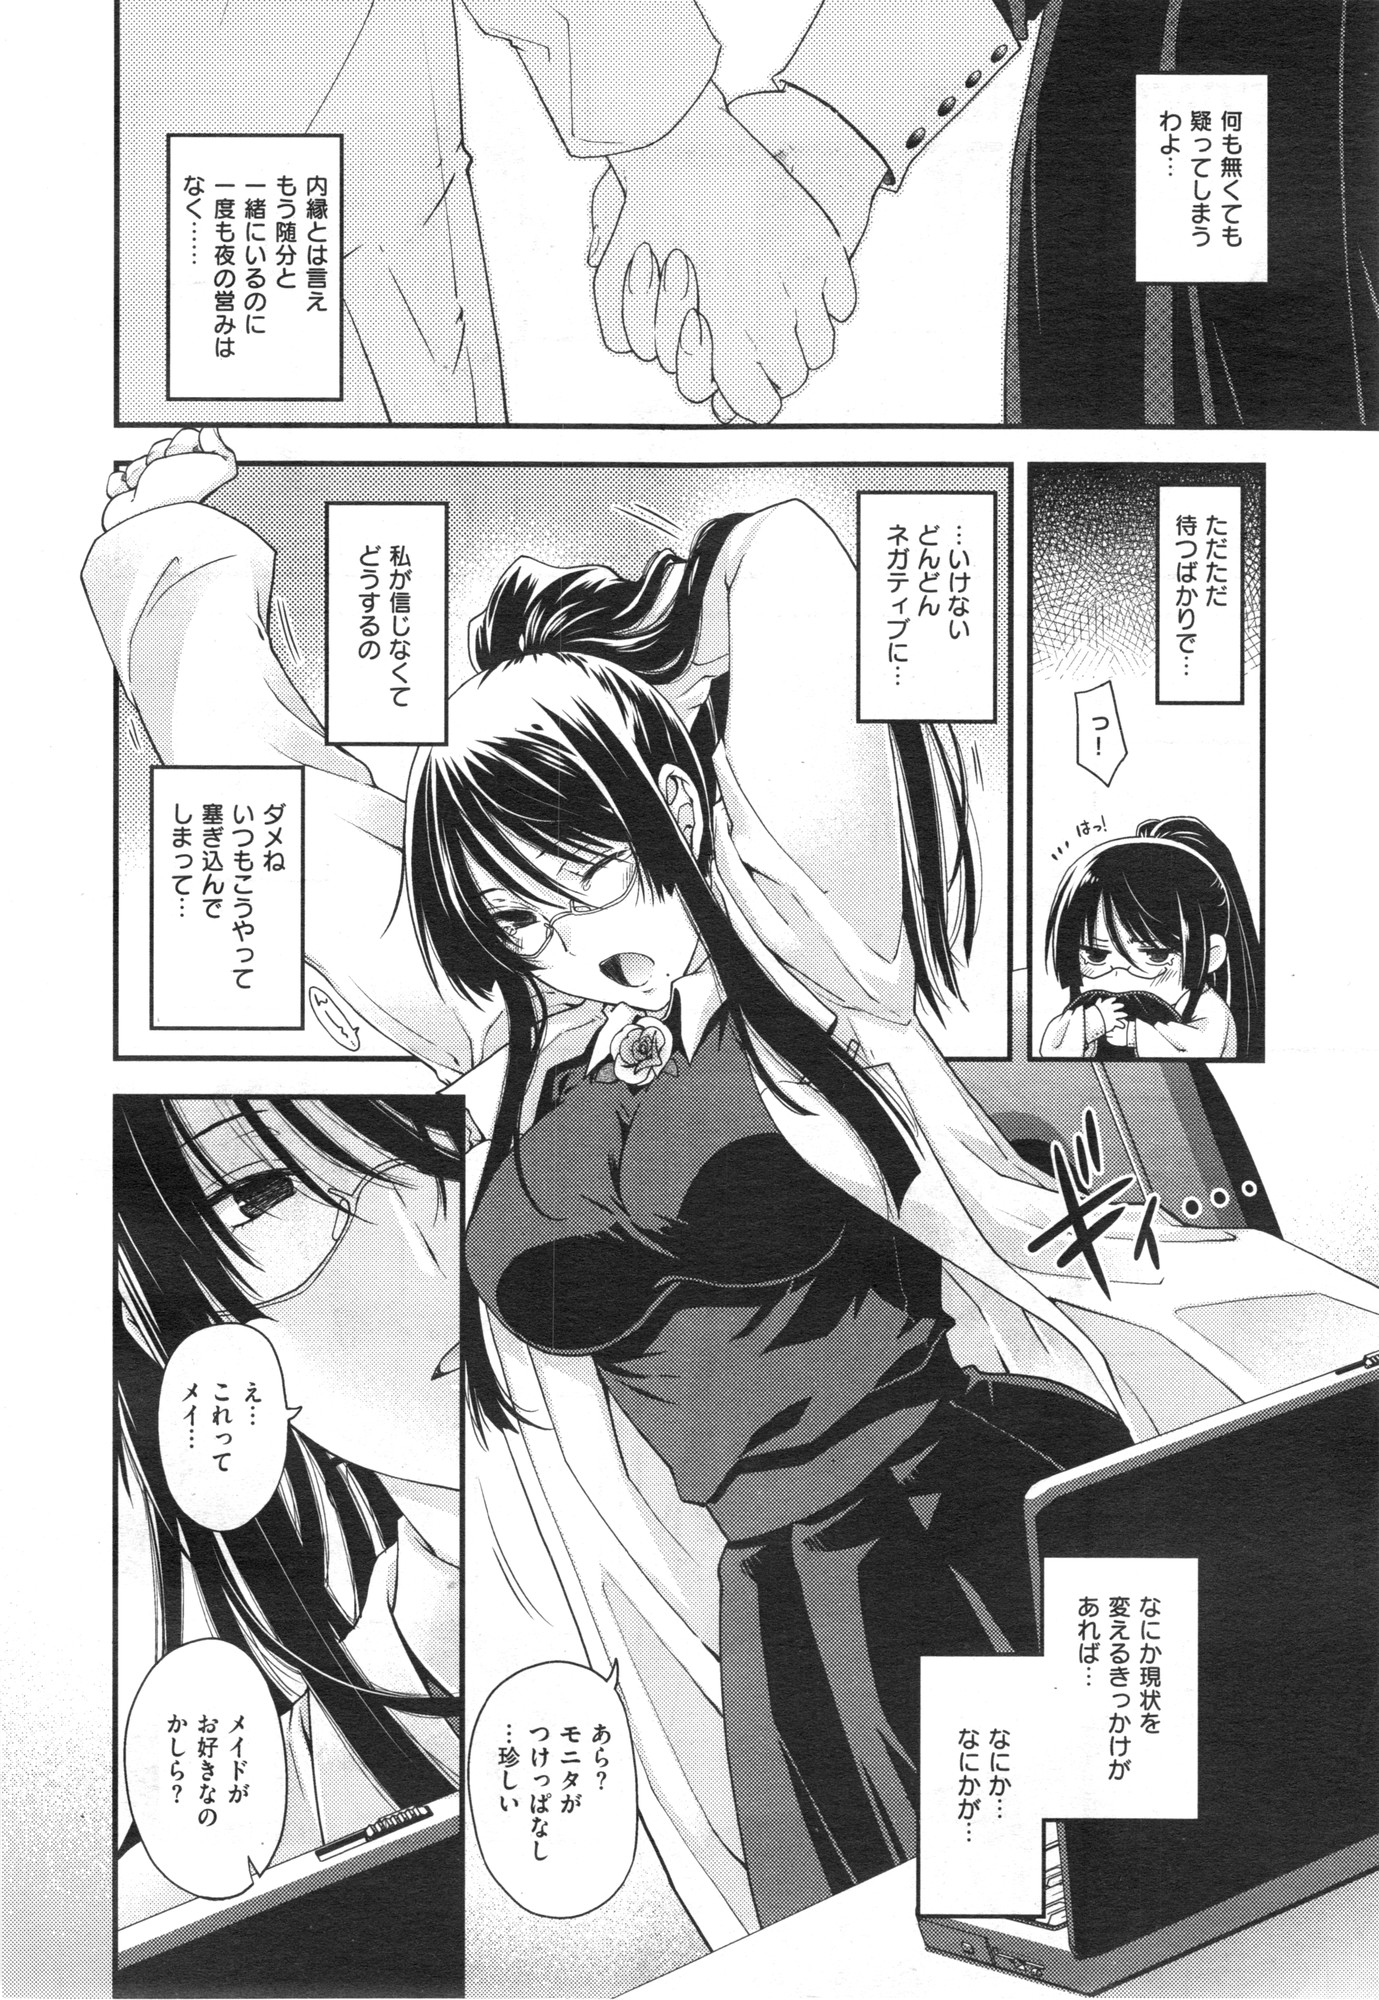 何も無くても
疑ってしまう
わよ…
内縁とは言え
もう随分と
一緒にいるのに
一度も夜の営みは
なく……
ただただ
待つばかりで…
っ!
はっ!
…いけない
どんどん
ネガティブに…
私が信じなくて
どうするの
ダメね
いつもこうやって
塞ぎ込んで
しまって…
ん〜
ギィ…
なにか現状を
変えるきっかけが
あれば…
なにか…
なにかが…
あら?
モニタが
つけっぱなし
…珍しい
え…
これって
メイ…
メイドが
お好きなの
かしら?